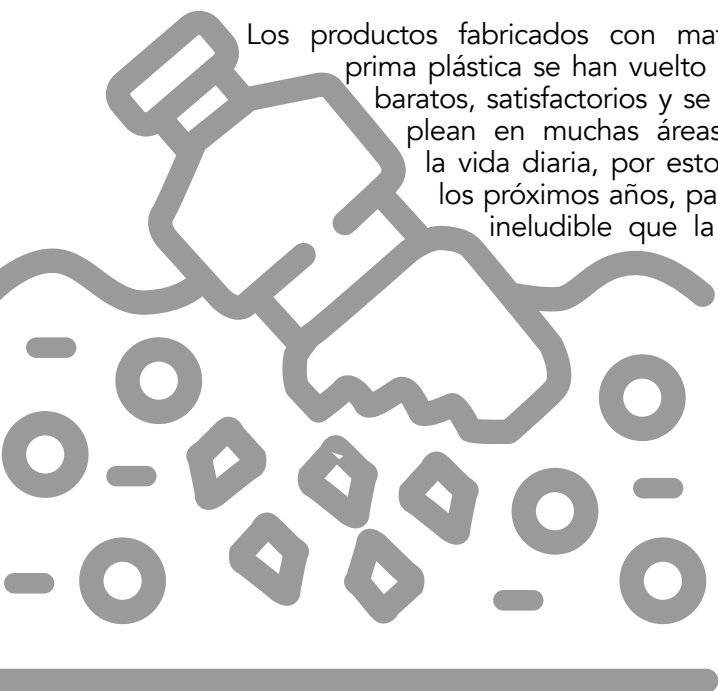 Los productos fabricados con mat
prima plástica se han vuelto
baratos, satisfactorios y se
plean en muchas áreas
la vida diaria, por esto
los próximos años, pa
ineludible que la